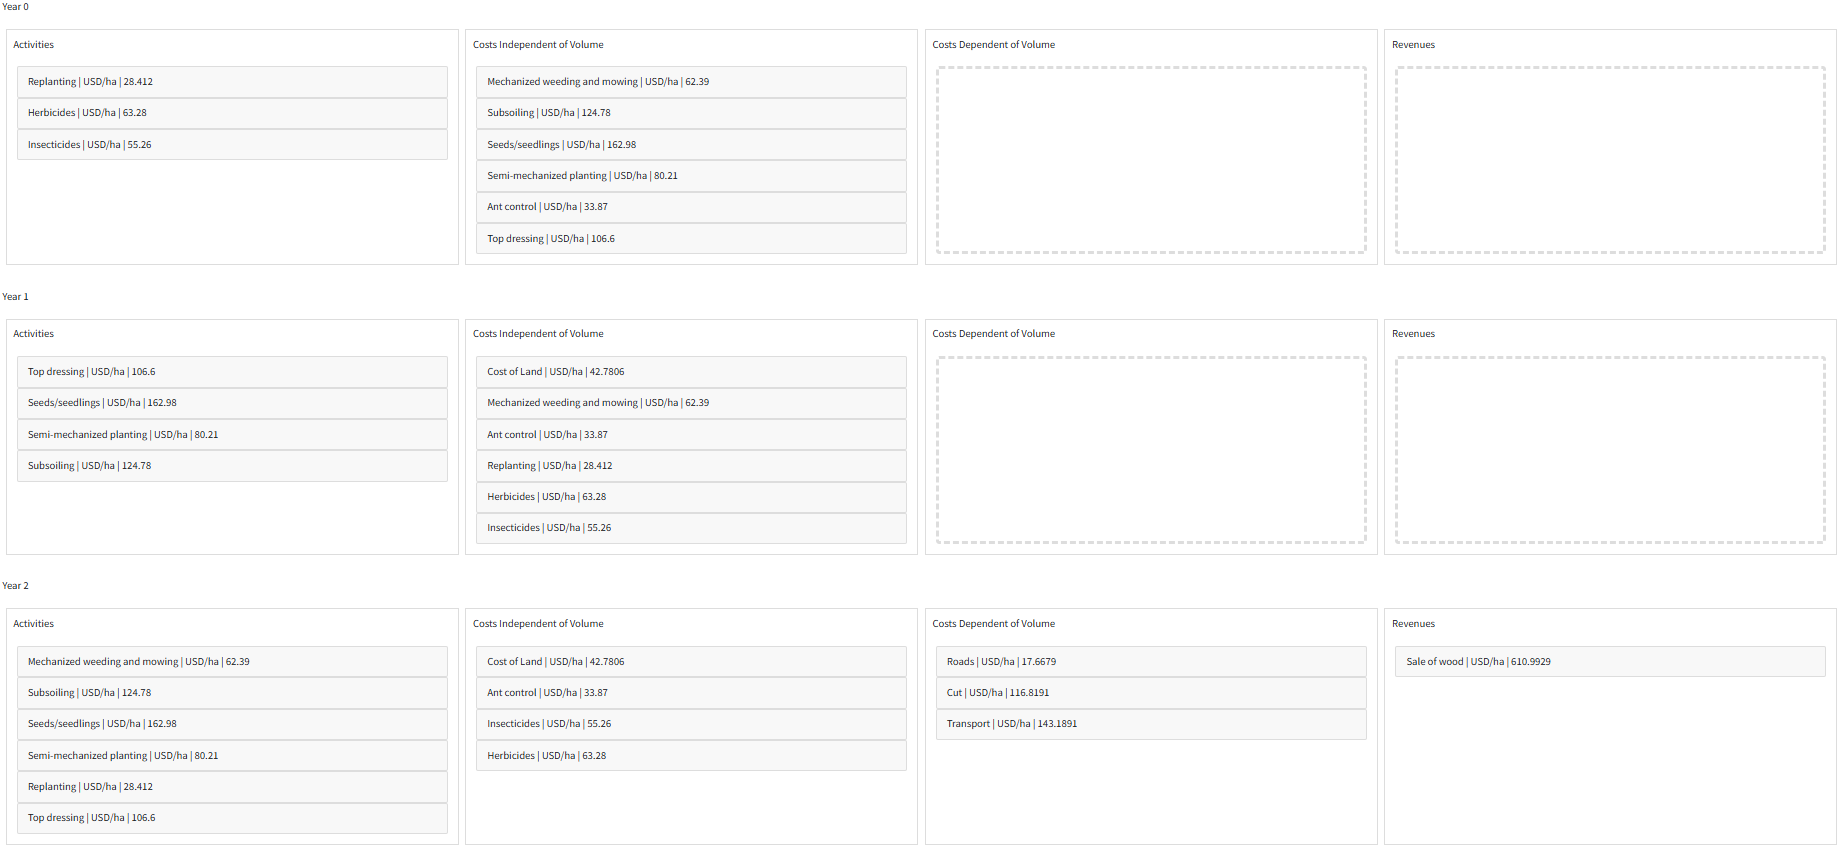 Year 0
Activities
Replanting | USD/ha | 28.412
Herbicides | USD/ha | 63.28
Insecticides | USD/ha | 55.26
Costs Independent of Volume
Mechanized weeding and mowing | USD/ha | 62.39
Subsoiling | USD/ha | 124.78
Seeds/seedlings | USD/ha | 162.98
Semi-mechanized planting | USD/ha | 80.21
Ant control | USD/ha | 33.87
Top dressing | USD/ha | 106.6
Costs Dependent of Volume
Revenues
Year 1
Activities
Top dressing | USD/ha | 106.6
Seeds/seedlings | USD/ha | 162.98
Semi-mechanized planting | USD/ha | 80.21
Subsoiling | USD/ha | 124.78
Costs Independent of Volume
Cost of Land | USD/ha | 42.7806
Mechanized weeding and mowing | USD/ha | 62.39
Ant control | USD/ha | 33.87
Replanting | USD/ha | 28.412
Herbicides | USD/ha | 63.28
Insecticides | USD/ha | 55.26
Costs Dependent of Volume
Revenues
Year 2
Activities
Mechanized weeding and mowing | USD/ha | 62.39
Subsoiling | USD/ha | 124.78
Seeds/seedlings | USD/ha | 162.98
Semi-mechanized planting | USD/ha | 80.21
Replanting | USD/ha | 28.412
Top dressing | USD/ha | 106.6
Costs Independent of Volume
Cost of Land | USD/ha | 42.7806
Ant control | USD/ha | 33.87
Insecticides | USD/ha | 55.26
Herbicides | USD/ha | 63.28
Costs Dependent of Volume
Roads | USD/ha | 17.6679
Cut | USD/ha | 116.8191
Transport | USD/ha | 143.1891
Revenues
Sale of wood | USD/ha | 610.9929